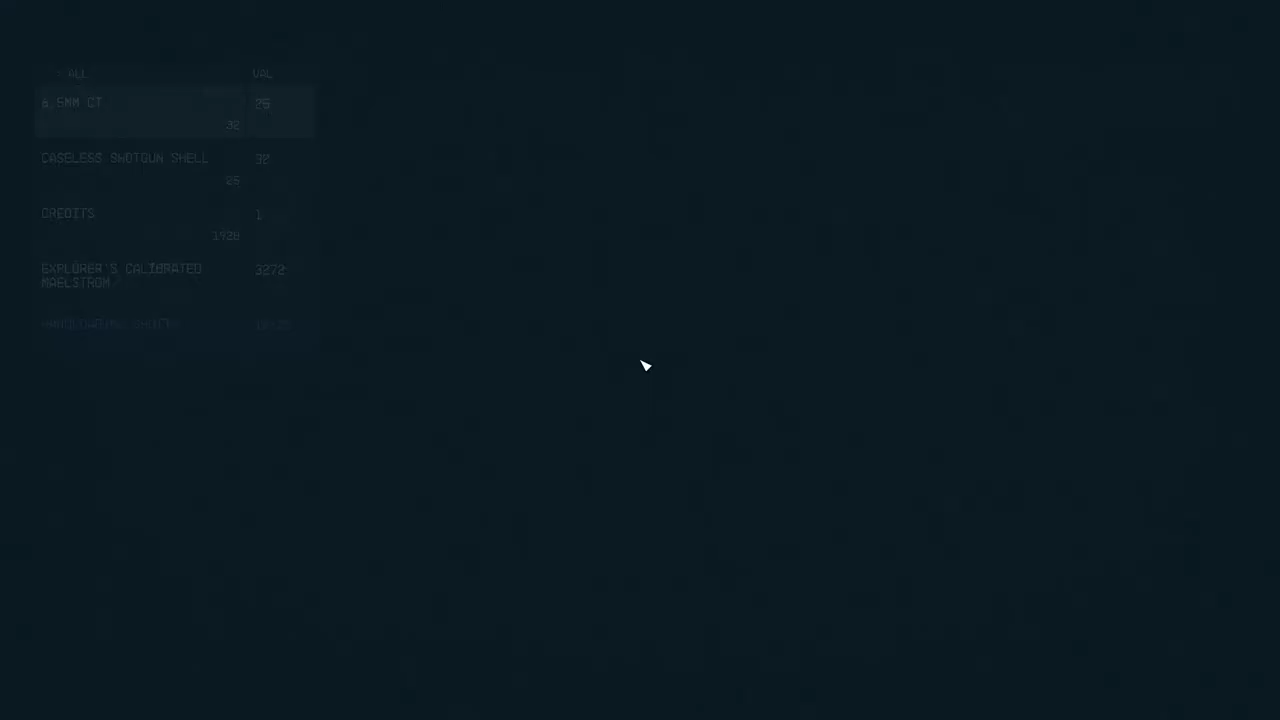 ALL VAL
6.5MM CT 25
32
CASELESS SHOTGUN SHELL 32
25
CREDITS 1
1928
EXPLORER'S CALIBRATED 3272
MAELSTROM